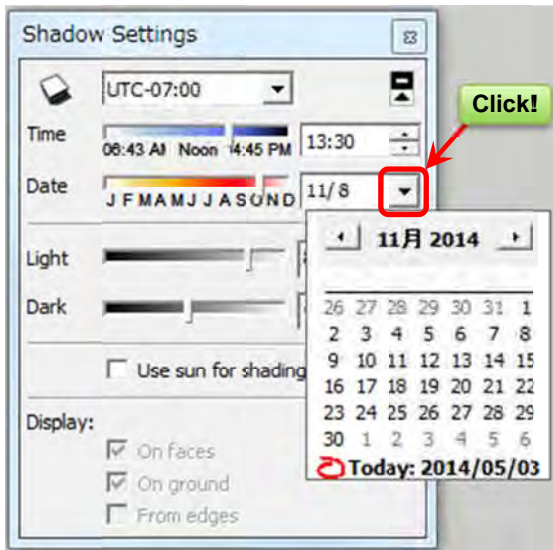 Shadow Settings
UTC-07:00
Click!
Time
06:43 AM Noon 4:45 PM
13:30
Date
J F M A M J J A S O N D
11/ 8
11月 2014
Light
Dark
26 27 28 29 30 31 1
2 3 4 5 6 7 8
9 10 11 12 13 14 15
16 17 18 19 20 21 22
23 24 25 26 27 28 29
30 1 2 3 4 5 6
Today: 2014/05/03
Use sun for shading
Display:
On faces
On ground
From edges